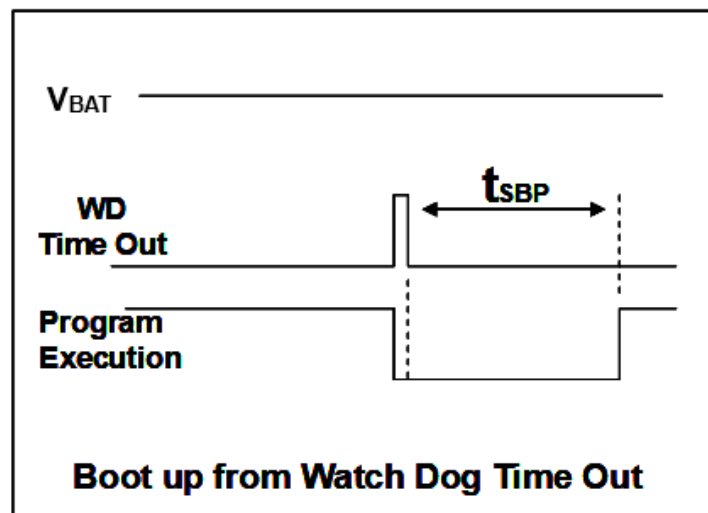 VBAT
tSBP
WD
Time Out
Program
Execution
Boot up from Watch Dog Time Out